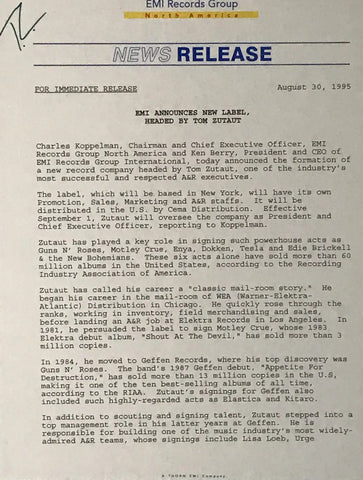 EMI Records Group
North America
NEWS RELEASE
FOR IMMEDIATE RELEASE August 30, 1995
EMI ANNOUNCES NEW LABEL,
HEADED BY TOM ZUTAUT
Charles Koppelman, Chairman and Chief Executive Officer, EMI
Records Group North America and Ken Berry, President and CEO of
EMI Records Group International, today announced the formation of
a new record company headed by Tom Zutaut, one of the industry's
most successful and respected A&R executives.
The label, which will be based in New York, will have its own
Promotion, Sales, Marketing and A&R staffs. It will be
distributed in the U.S. by Cema Distribution. Effective
September 1, Zutaut will oversee the company as President and
Chief Executive Officer, reporting to Koppelman.
Zutaut has played a key role in signing such powerhouse acts as
Guns N' Roses, Motley Crue, Enya, Dokken, Tesla and Edie Brickell
& the New Bohemians. These six acts alone have sold more than 60
million albums in the United States, according to the Recording
Industry Association of America.
Zutaut has called his career a "classic mail-room story." He
began his career in the mail-room of WEA (Warner-Elektra-
Atlantic) Distribution in Chicago. He quickly rose through the
ranks, working in inventory, field merchandising and sales,
before landing an A&R job at Elektra Records in Los Angeles. In
1981, he persuaded the label to sign Motley Crue, whose 1983
Elektra debut album, "Shout At The Devil," has sold more than 3
million copies.
In 1984, he moved to Geffen Records, where his top discovery was
Guns N' Roses. The band's 1987 Geffen debut, "Appetite For
Destruction," has sold more than 13 million copies in the U.S,
making it one of the ten best-selling albums of all time,
according to the RIAA. Zutaut's signings for Geffen also
included such highly-regarded acts as Elastica and Kitaro.
In addition to scouting and signing talent, Zutaut stepped into a
top management role in his latter years at Geffen. He is
responsible for building one of the music industry's most widely-
admired A&R teams, whose signings include Lisa Loeb, Urge
A THORN EMI Company